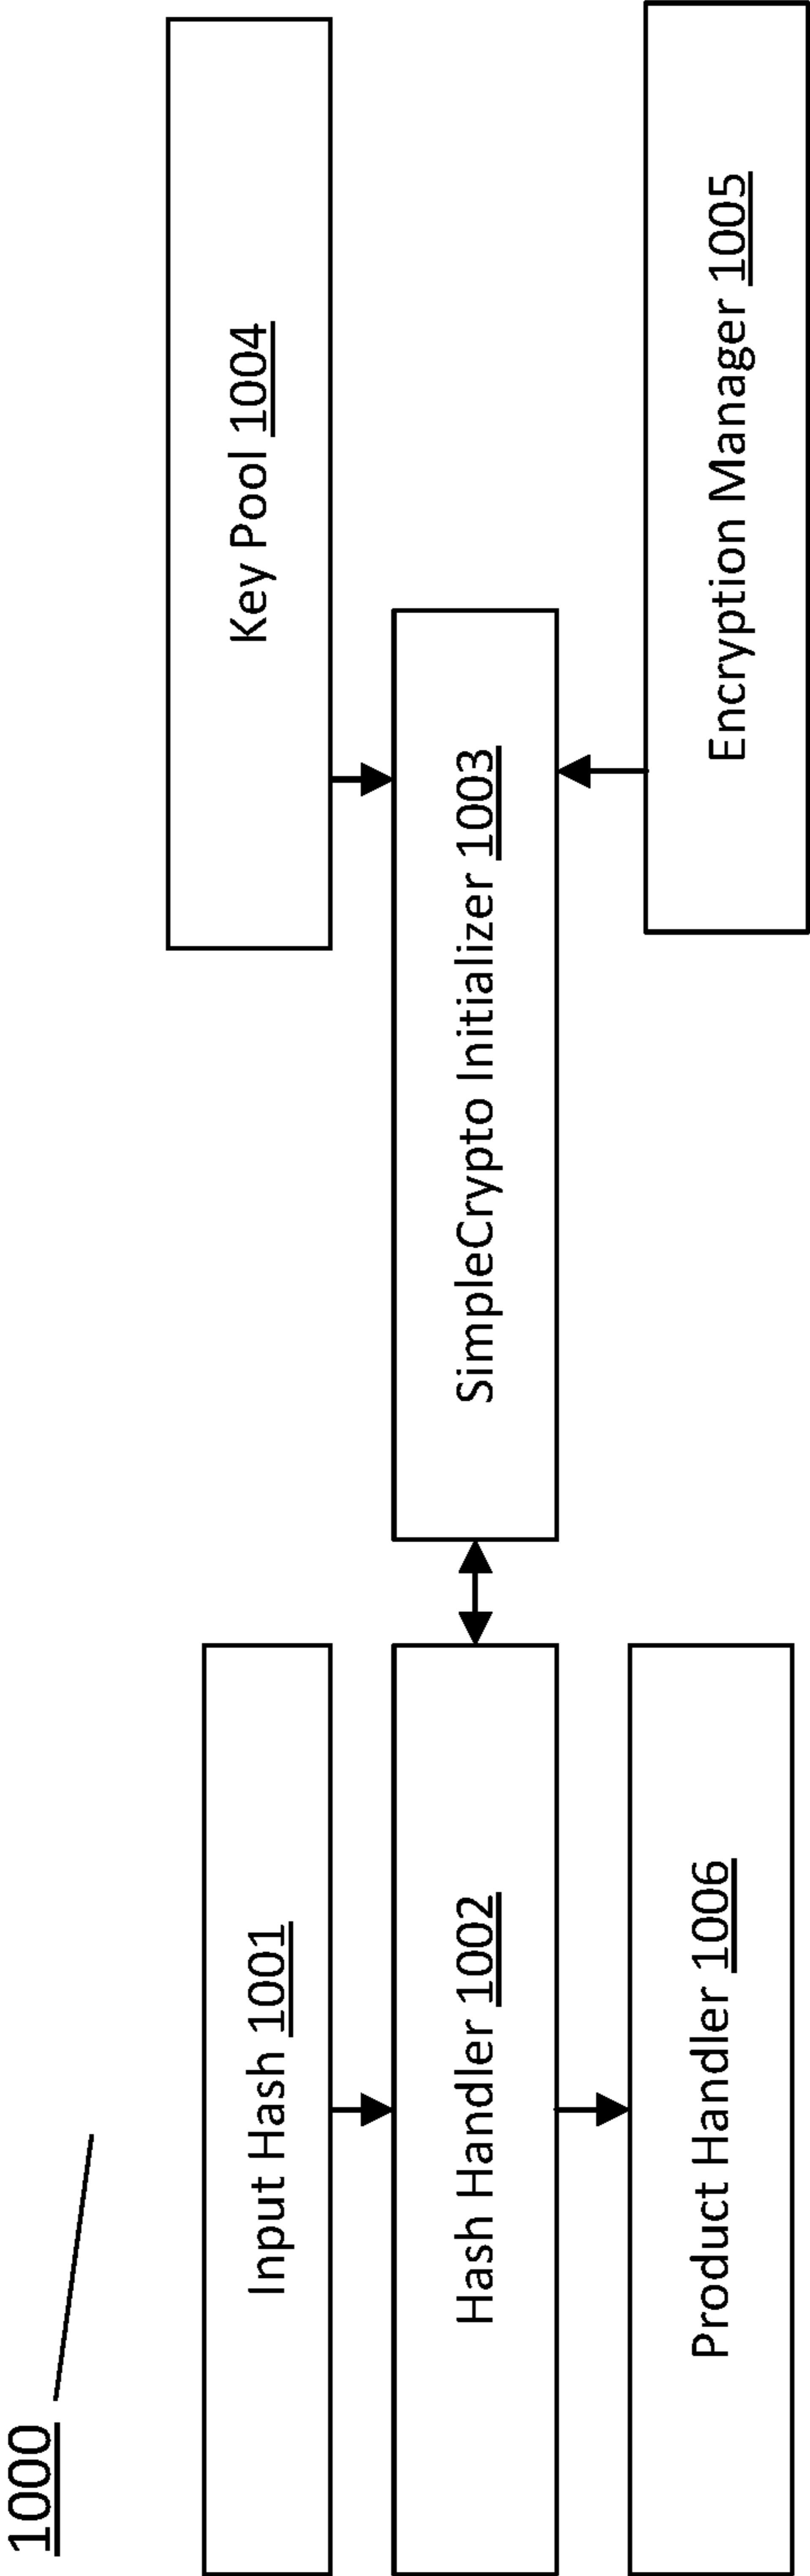 1000
Input Hash 1001
Key Pool 1004
Hash Handler 1002
SimpleCrypto Initializer 1003
Product Handler 1006
Encryption Manager 1005